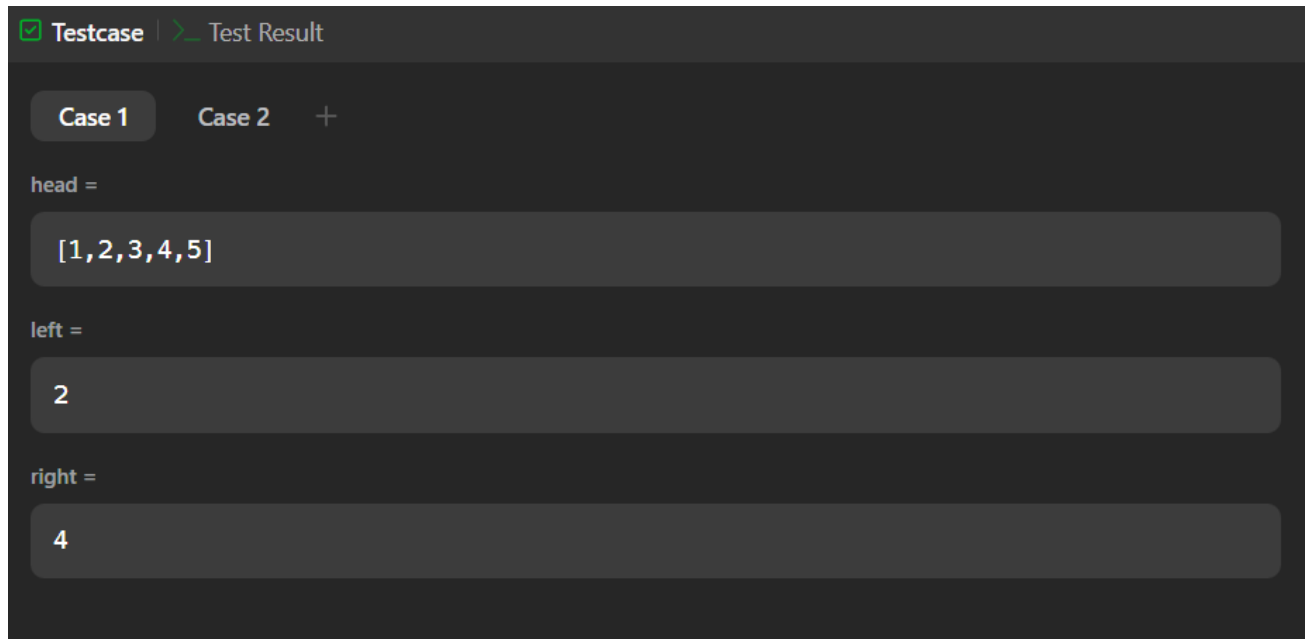 Testcase >_ Test Result
Case 1 Case 2 +
head =
[1,2,3,4,5]
left =
2
right =
4